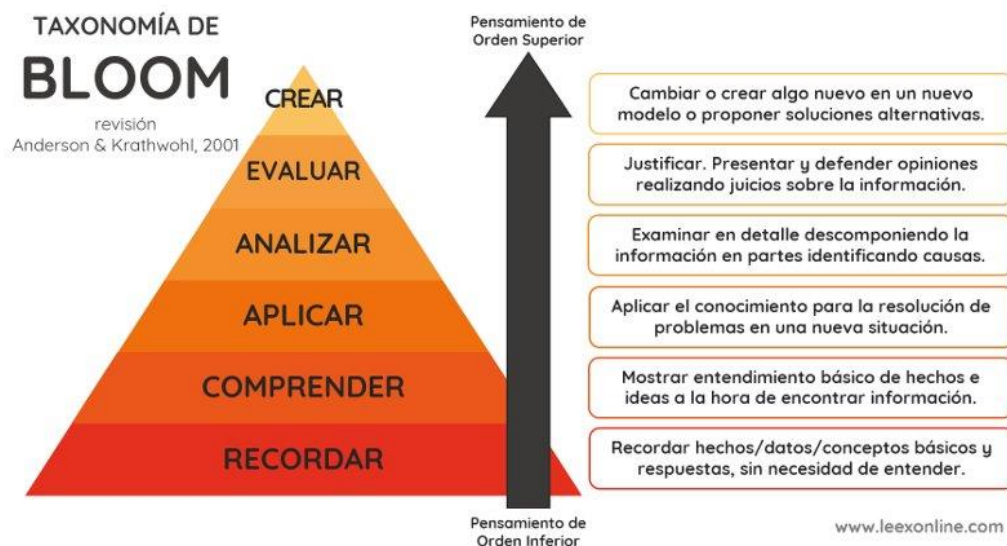 TAXONOMÍA DE
BLOOM
revisión
Anderson & Krathwohl, 2001
Pensamiento de
Orden Superior
CREAR
Cambiar o crear algo nuevo en un nuevo
modelo o proponer soluciones alternativas.
EVALUAR
Justificar. Presentar y defender opiniones
realizando juicios sobre la información.
ANALIZAR
Examinar en detalle descomponiendo la
información en partes identificando causas.
APLICAR
Aplicar el conocimiento para la resolución de
problemas en una nueva situación.
COMPRENDER
Mostrar entendimiento básico de hechos e
ideas a la hora de encontrar información.
RECORDAR
Recordar hechos/datos/conceptos básicos y
respuestas, sin necesidad de entender.
Pensamiento de
Orden Inferior
www.leexonline.com